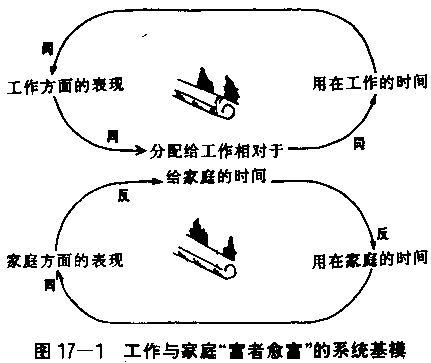 同
工作方面的表现
用在工作的时间
同
同
分配给工作相对于
给家庭的时间
反
反
家庭方面的表现
用在家庭的时间
同
图 17—1 工作与家庭“富者愈富”的系统基模